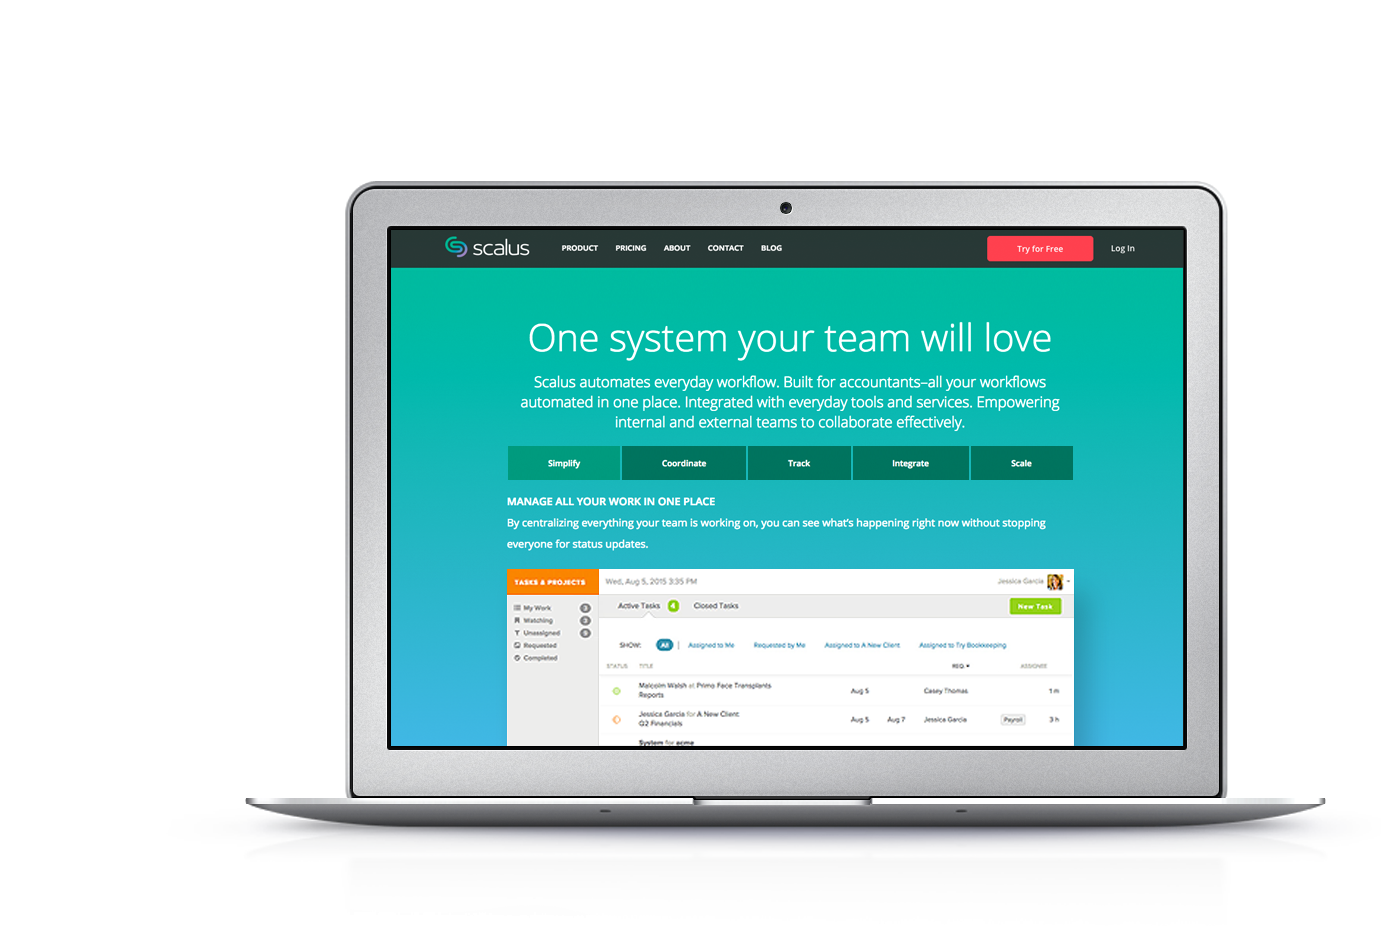 scalus PRODUCT PRICING ABOUT CONTACT BLOG Try for Free Log In
One system your team will love
Scalus automates everyday workflow. Built for accountants–all your workflows
automated in one place. Integrated with everyday tools and services. Empowering
internal and external teams to collaborate effectively.
Simplify Coordinate Track Integrate Scale
MANAGE ALL YOUR WORK IN ONE PLACE
By centralizing everything your team is working on, you can see what's happening right now without stopping
everyone for status updates.
TASKS & PROJECTS Wed, Aug 5, 2015 3:35 PM Jessica Garcia
My Work 3
Watching 3
Unassigned
Requested
Completed
Active Tasks 4 Closed Tasks New Task
SHOW: All | Assigned to Me Requested by Me Assigned to A New Client Assigned to Try Bookkeeping
STATUS TITLE REQ. ASSIGNEE
Malcolm Walsh at Primo Face Transplants
Reports
Aug 5 Casey Thomas 1 m
Jessica Garcia for A New Client
Q2 Financials
Aug 5 Aug 7 Jessica Garcia Payroll 3 h
System for acme